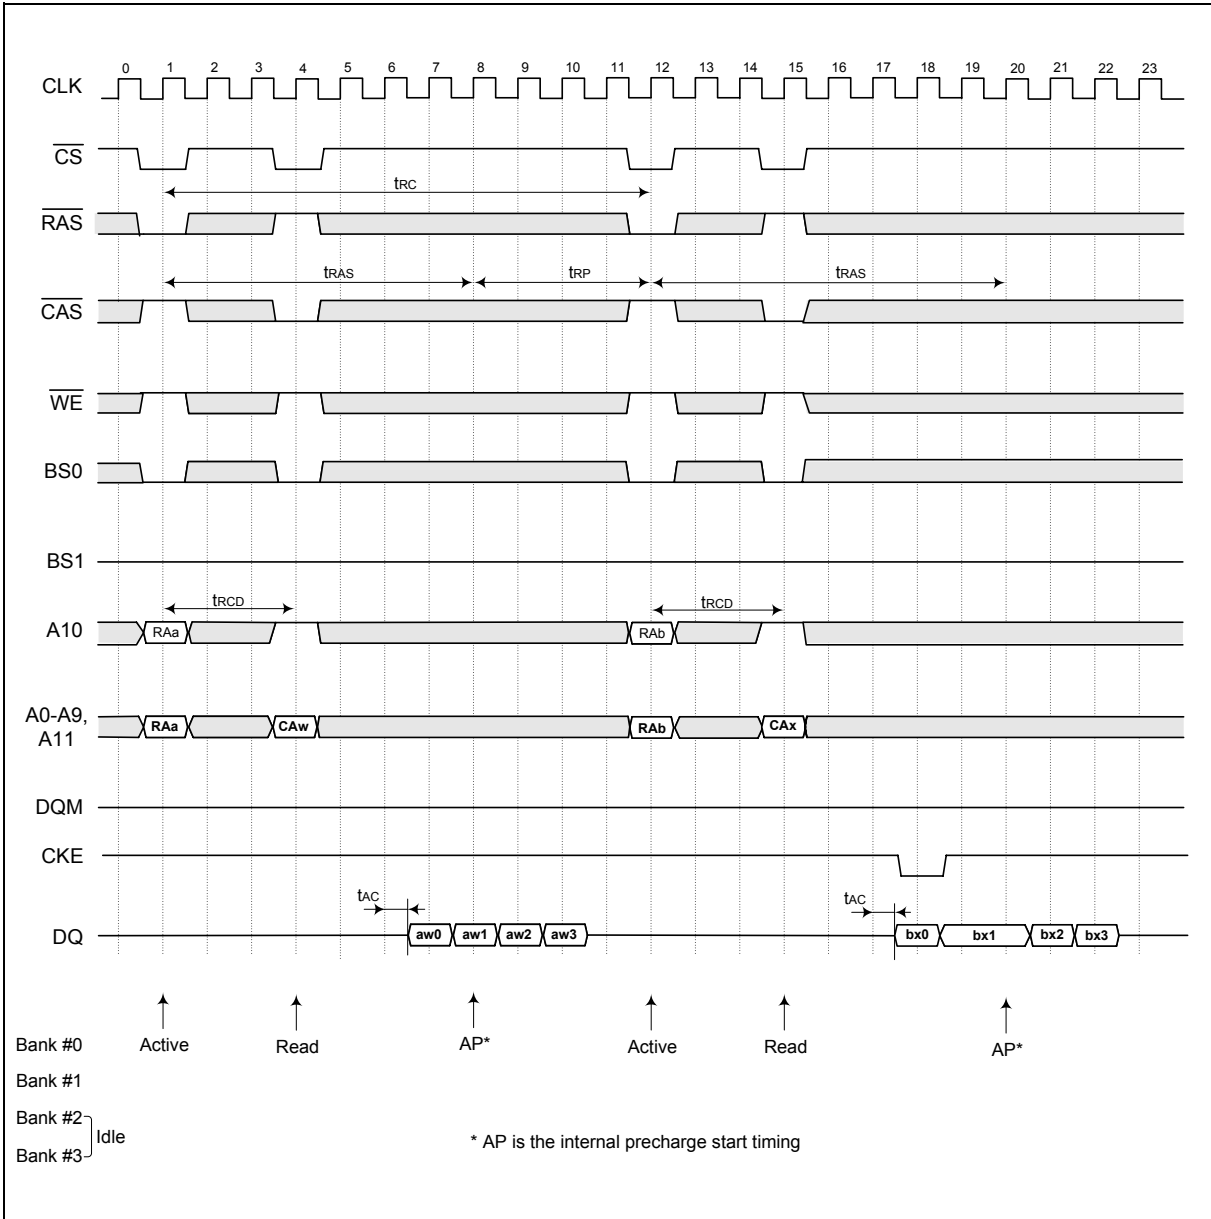 0 1 2 3 4 5 6 7 8 9 10 11 12 13 14 15 16 17 18 19 20 21 22 23
CLK
CS
tRC
RAS
tRAS tRP tRAS
CAS
WE
BS0
BS1
tRCD tRCD
A10 RAa RAb
A0-A9,
A11 RAa CAw RAb CAx
DQM
CKE
tAC tAC
DQ aw0 aw1 aw2 aw3 bx0 bx1 bx2 bx3
Bank #0 Active Read AP* Active Read AP*
Bank #1
Bank #2
Idle
Bank #3
* AP is the internal precharge start timing